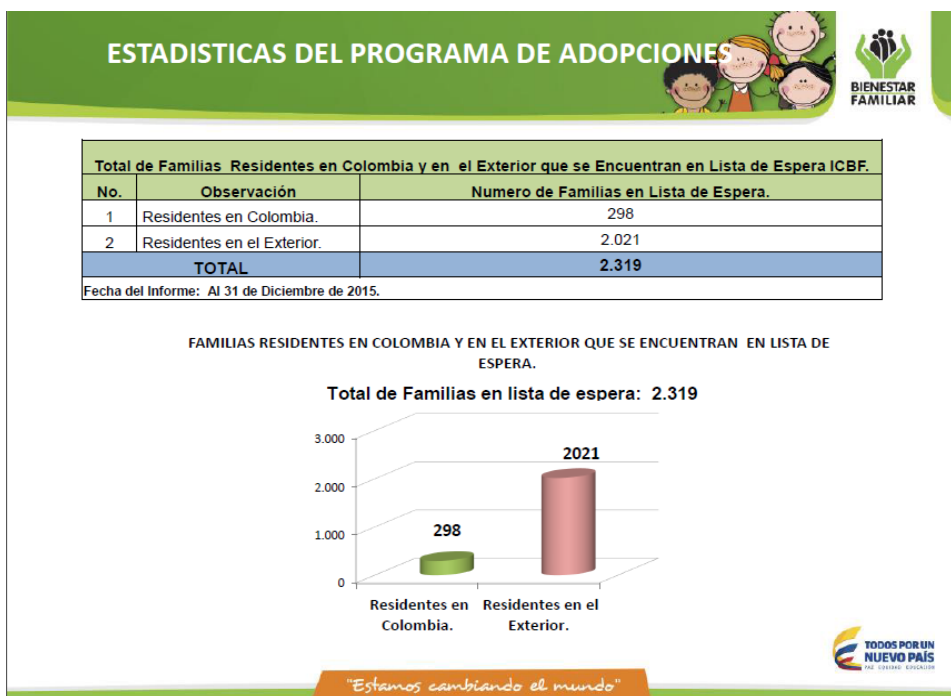 ESTADISTICAS DEL PROGRAMA DE ADOPCIONES
BIENESTAR
FAMILIAR
Total de Familias Residentes en Colombia y en el Exterior que se Encuentran en Lista de Espera ICBF.
No. Observación Numero de Familias en Lista de Espera.
1 Residentes en Colombia. 298
2 Residentes en el Exterior. 2.021
TOTAL 2.319
Fecha del Informe: Al 31 de Diciembre de 2015.
FAMILIAS RESIDENTES EN COLOMBIA Y EN EL EXTERIOR QUE SE ENCUENTRAN EN LISTA DE
ESPERA.
Total de Familias en lista de espera: 2.319
3.000
2.000
1.000
0
298
2021
Residentes en
Colombia.
Residentes en el
Exterior.
TODOS POR UN
NUEVO PAÍS
PAZ EQUIDAD EDUCACIÓN
"Estamos cambiando el mundo"